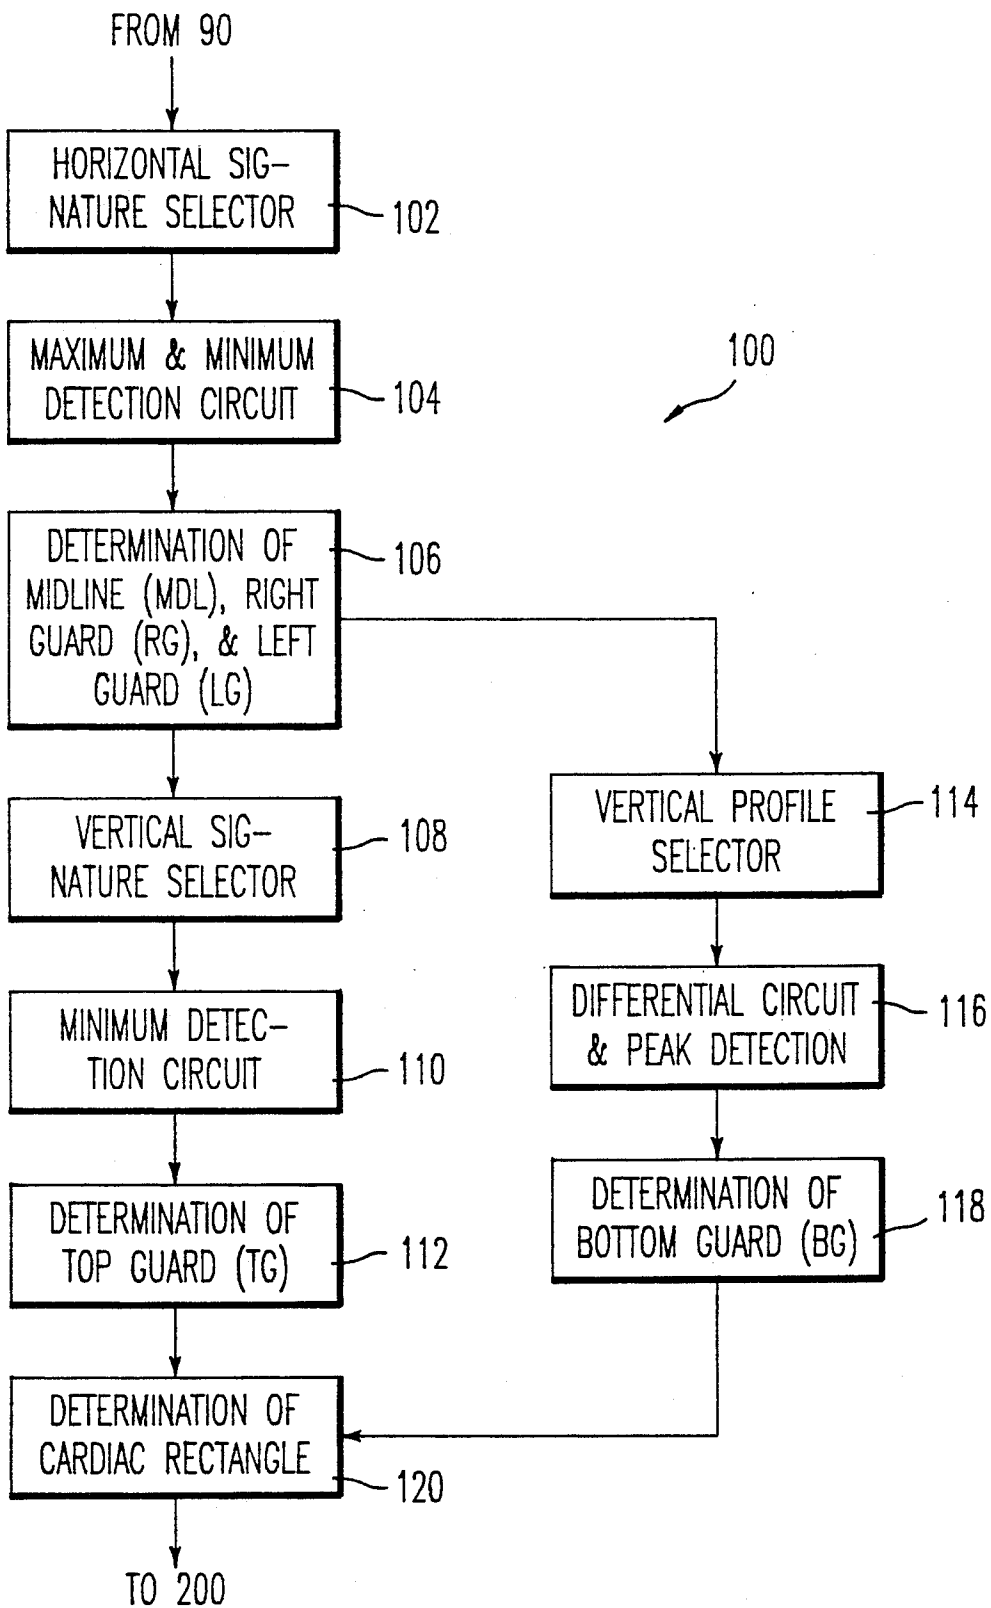 FROM 90
HORIZONTAL SIG-
NATURE SELECTOR
102
MAXIMUM & MINIMUM
DETECTION CIRCUIT
104
100
DETERMINATION OF
MIDLINE (MDL), RIGHT
GUARD (RG), & LEFT
GUARD (LG)
106
VERTICAL SIG-
NATURE SELECTOR
108
VERTICAL PROFILE
SELECTOR
114
MINIMUM DETEC-
TION CIRCUIT
110
DIFFERENTIAL CIRCUIT
& PEAK DETECTION
116
DETERMINATION OF
TOP GUARD (TG)
112
DETERMINATION OF
BOTTOM GUARD (BG)
118
DETERMINATION OF
CARDIAC RECTANGLE
120
TO 200